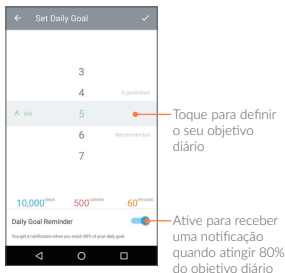 Set Daily Goal
3
4 A good start
km 5
6 Recommended
7
10,000 steps 500 calories 60 minutes
Daily Goal Reminder
You get a notification when you reach 80% of your daily goal.
Toque para definir
o seu objetivo
diário
Ative para receber
uma notificação
quando atingir 80%
do objetivo diário